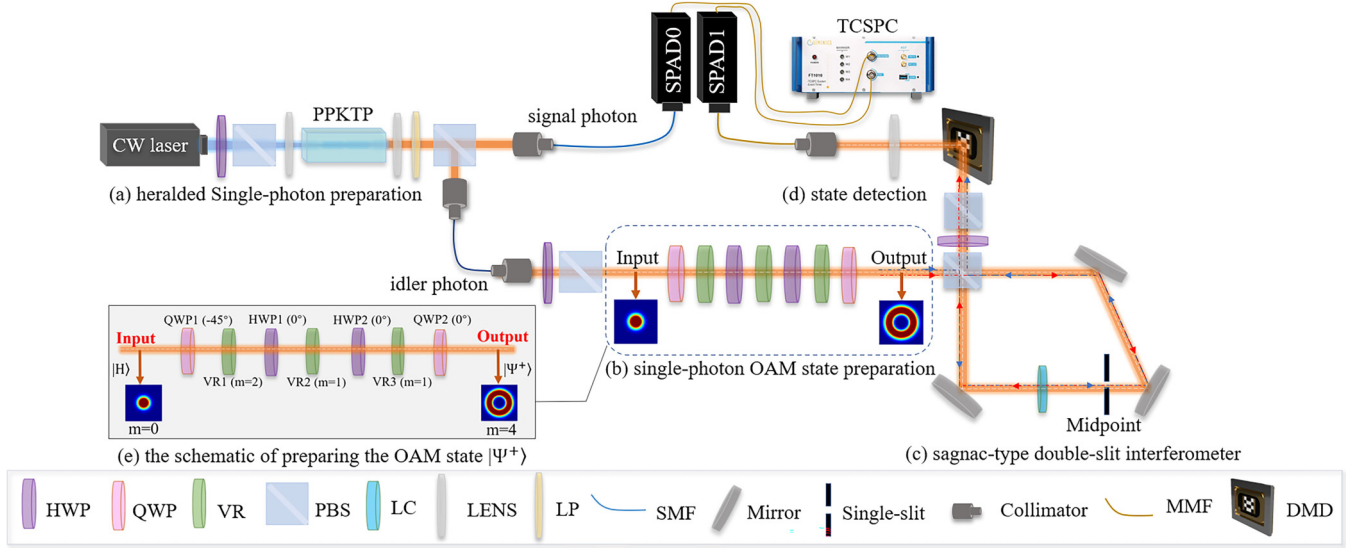 SPAD0
SPAD1
TCSPC
FT1010
CW laser
PPKTP
signal photon
(a) heralded Single-photon preparation
(d) state detection
idler photon
Input
Output
(b) single-photon OAM state preparation
Midpoint
(c) sagnac-type double-slit interferometer
QWP1 (-45°)
HWP1 (0°)
HWP2 (0°)
QWP2 (0°)
Input
Output
|H⟩
|Ψ⁺⟩
VR1 (m=2)
VR2 (m=1)
VR3 (m=1)
m=0
m=4
(e) the schematic of preparing the OAM state |Ψ⁺⟩
HWP
QWP
VR
PBS
LC
LENS
LP
SMF
Mirror
Single-slit
Collimator
MMF
DMD